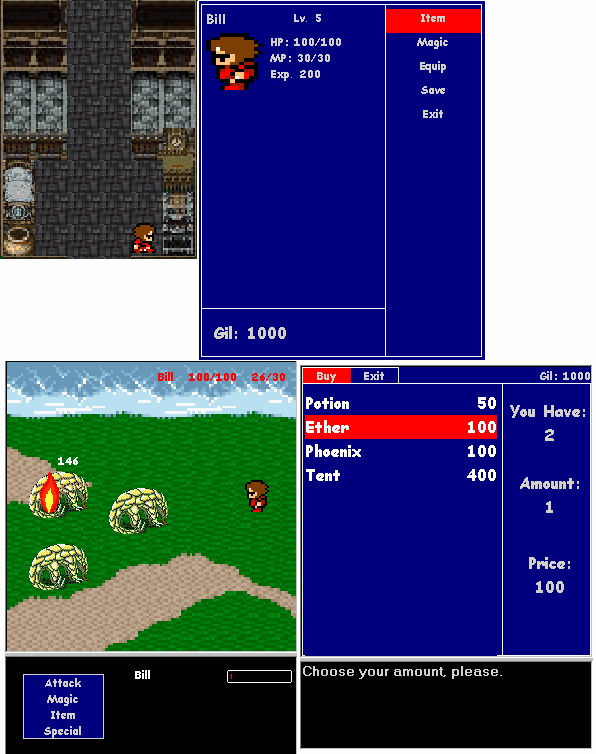 Bill Lv. 5
HP: 100/100
MP: 30/30
Exp. 200
Gil: 1000
Item
Magic
Equip
Save
Exit
Bill 100/100 26/30
146
Attack
Magic
Item
Special
Bill
Buy Exit Gil: 1000
Potion 50
Ether 100
Phoenix 100
Tent 400
You Have:
2
Amount:
1
Price:
100
Choose your amount, please.